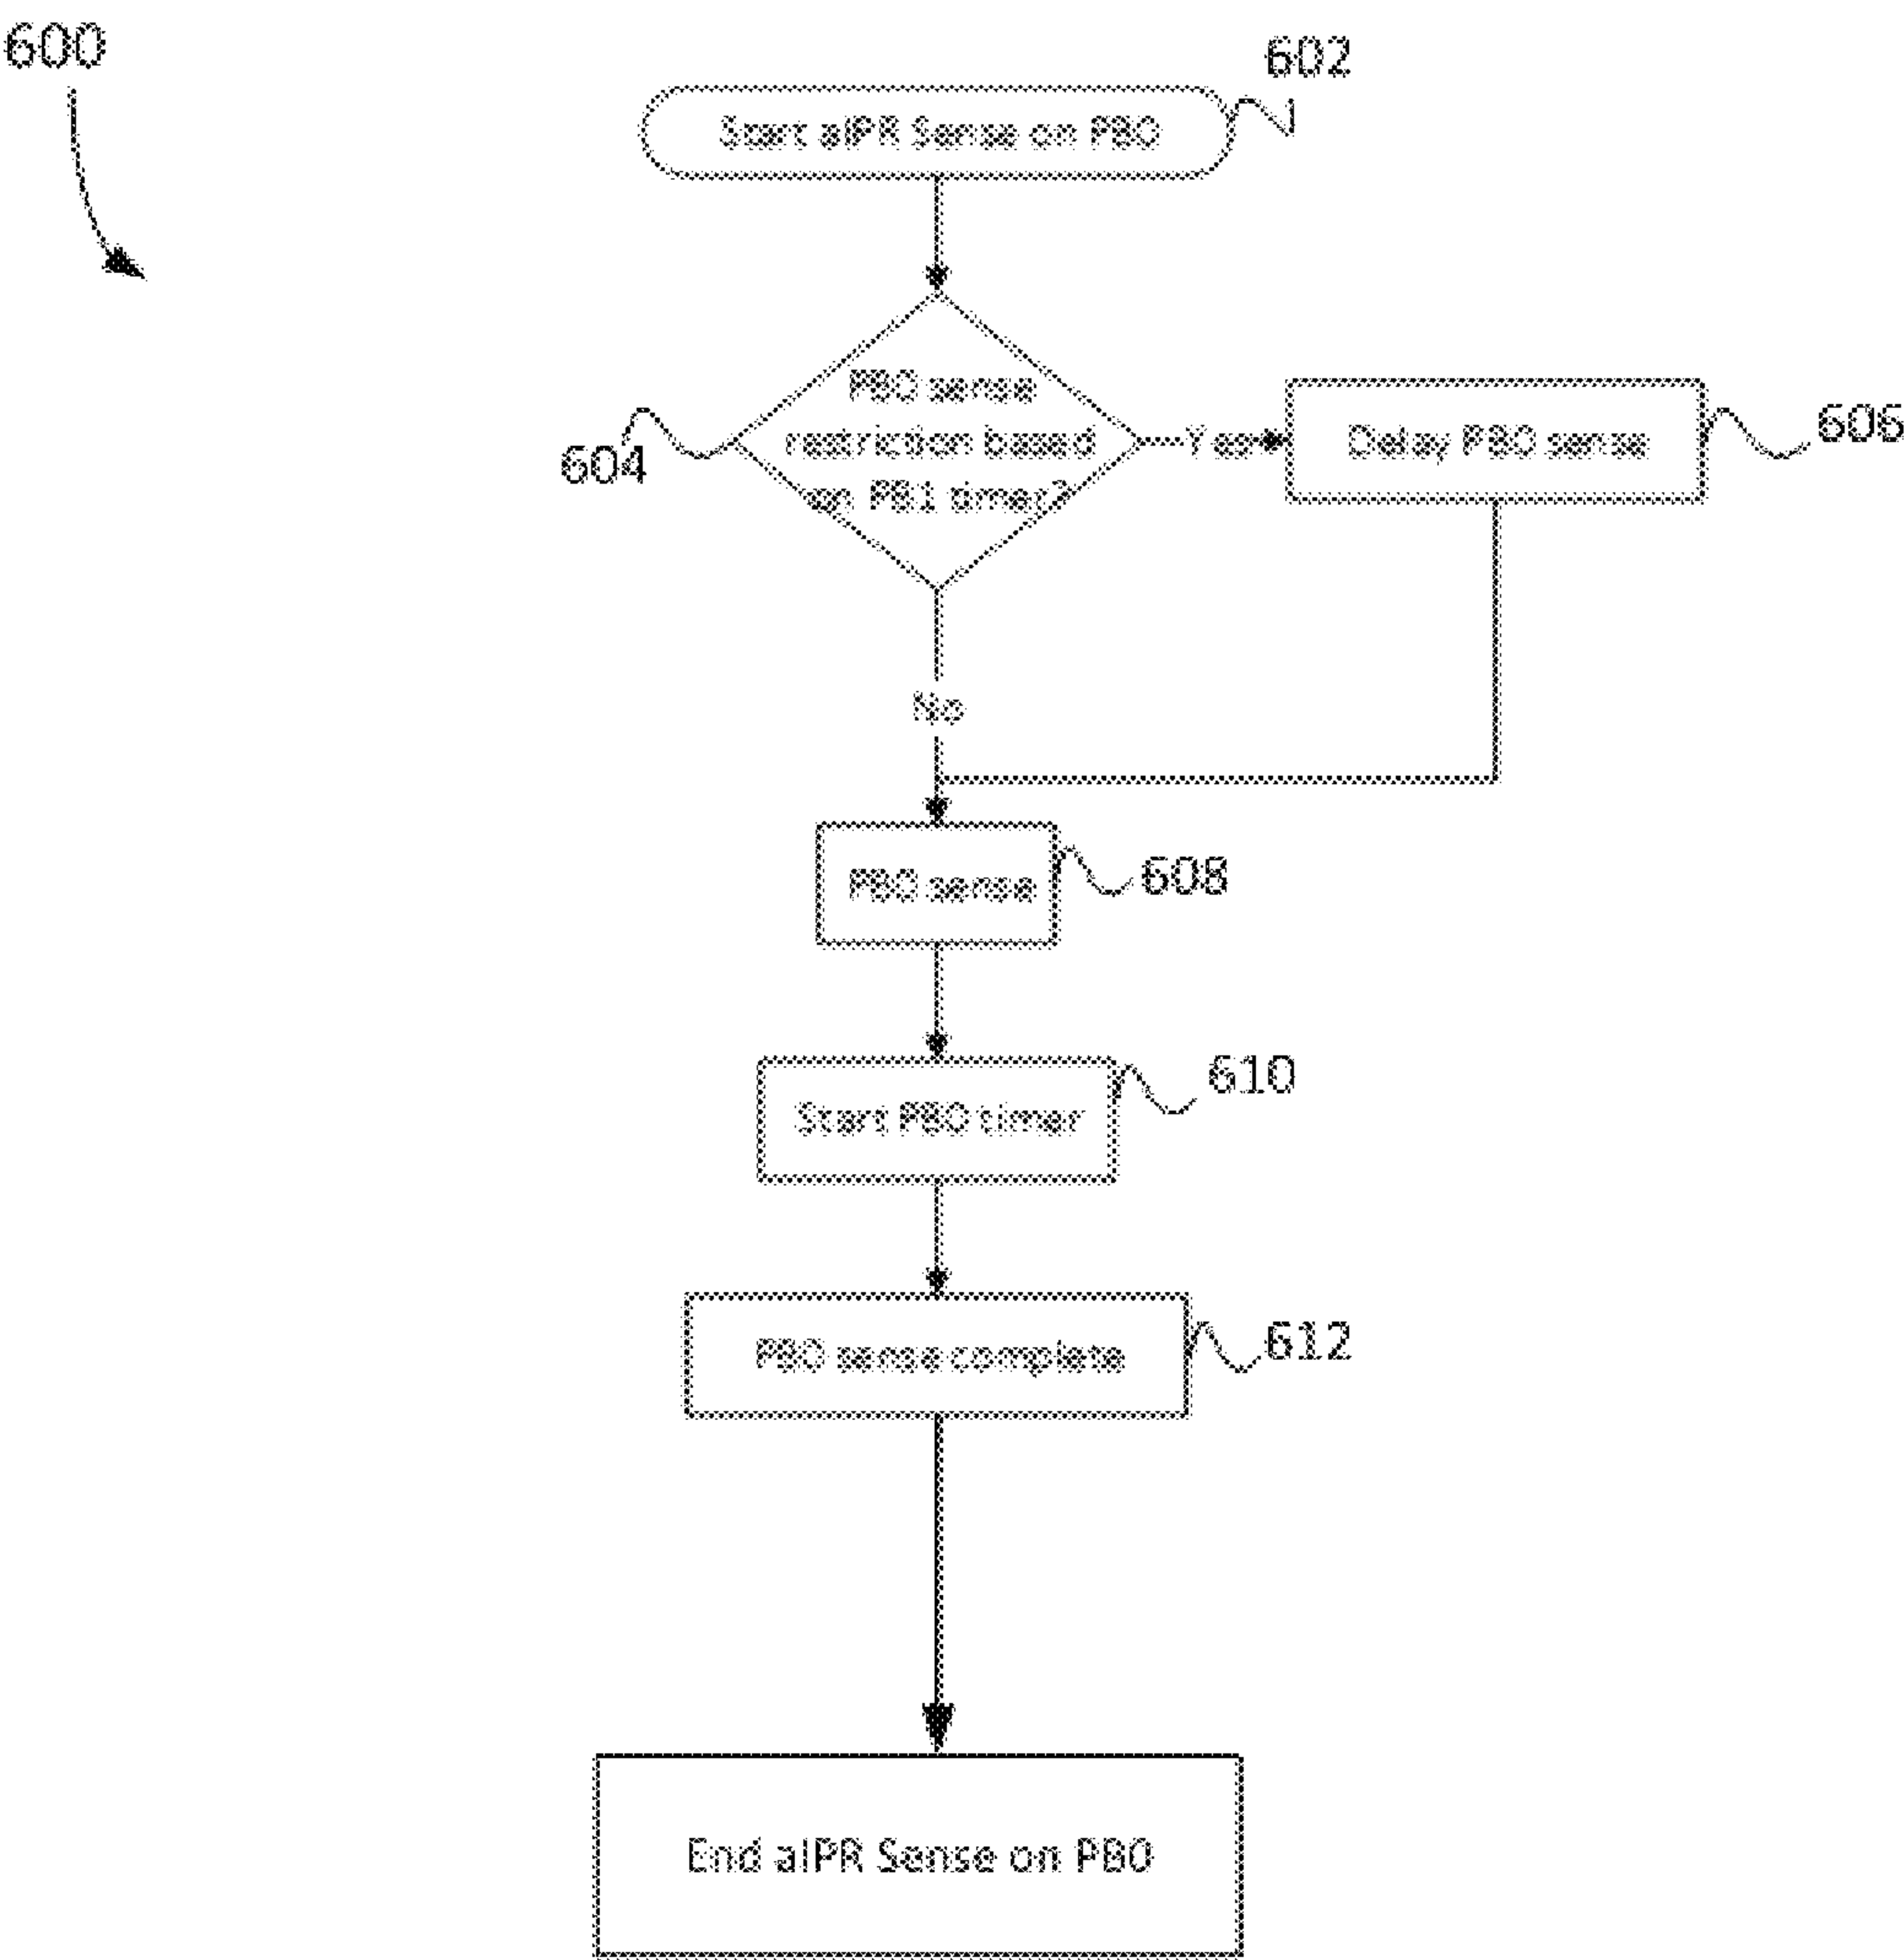 600
602
Start aIPR Sense on PB0
PB0 sense
restriction based
on PB1 timer?
604
Yes
Delay PB0 sense
606
No
PB0 sense
608
Start PB0 timer
610
PB0 sense complete
612
End aIPR Sense on PB0